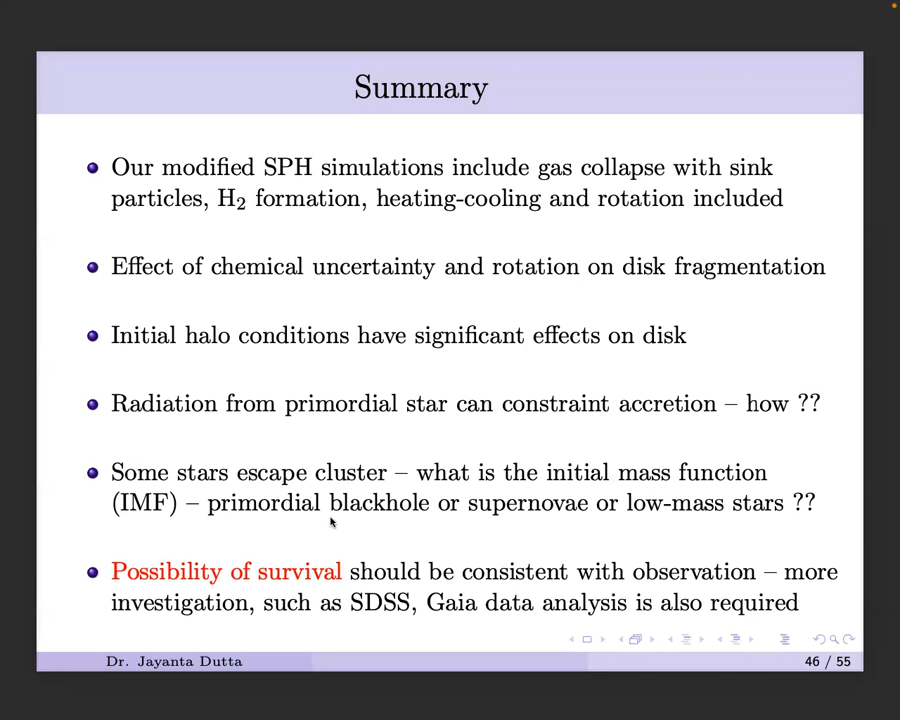 Summary
Our modified SPH simulations include gas collapse with sink
particles, H₂ formation, heating-cooling and rotation included
Effect of chemical uncertainty and rotation on disk fragmentation
Initial halo conditions have significant effects on disk
Radiation from primordial star can constraint accretion – how ??
Some stars escape cluster – what is the initial mass function
(IMF) – primordial blackhole or supernovae or low-mass stars ??
Possibility of survival should be consistent with observation – more
investigation, such as SDSS, Gaia data analysis is also required
Dr. Jayanta Dutta
46 / 55